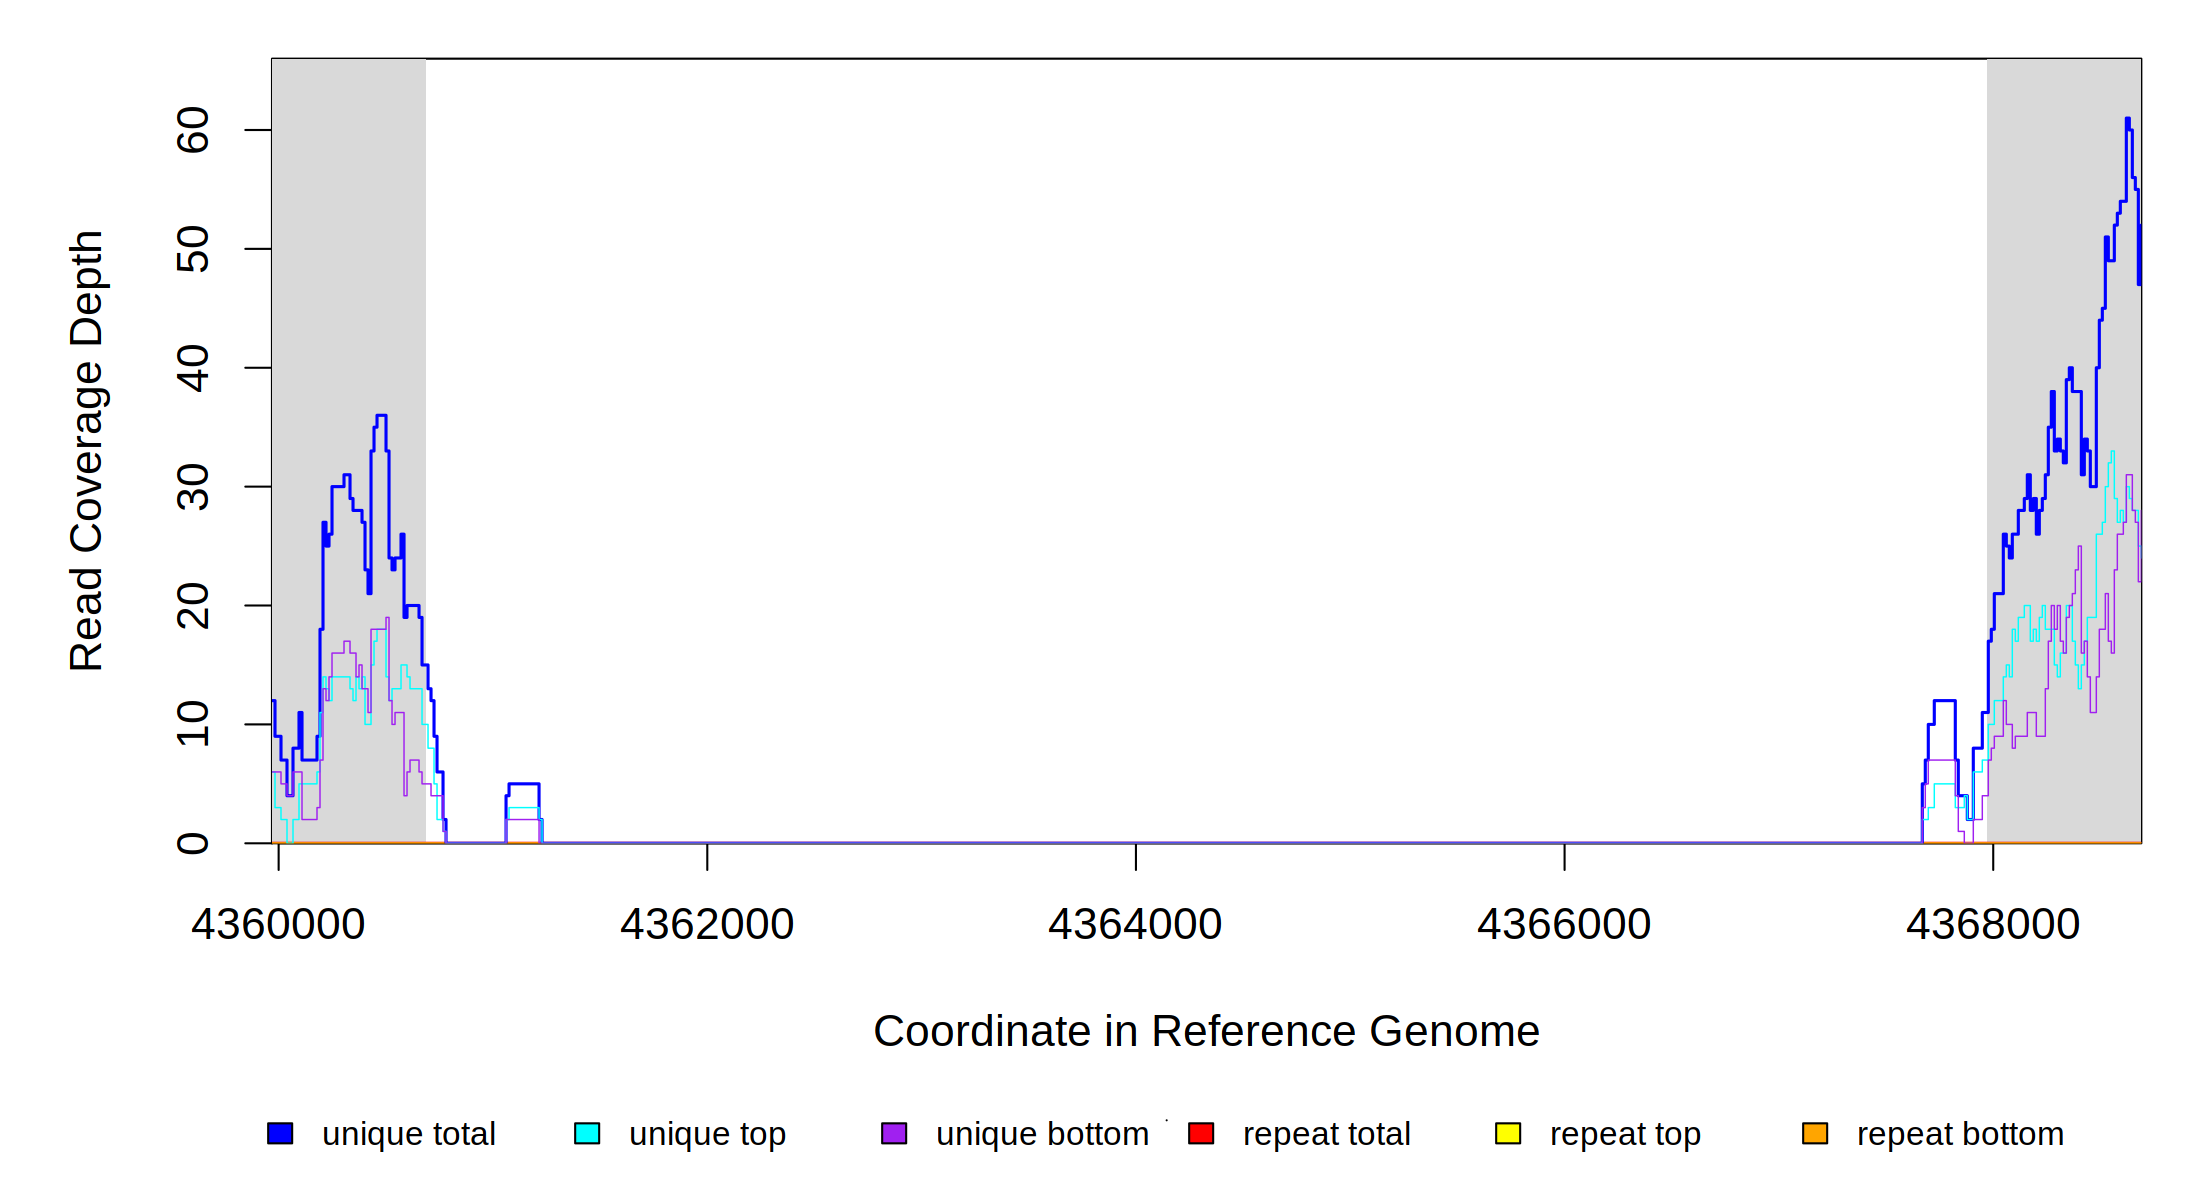 60
50
40
30
20
10
0
Read Coverage Depth
4360000 4362000 4364000 4366000 4368000
Coordinate in Reference Genome
unique total unique top unique bottom repeat total repeat top repeat bottom